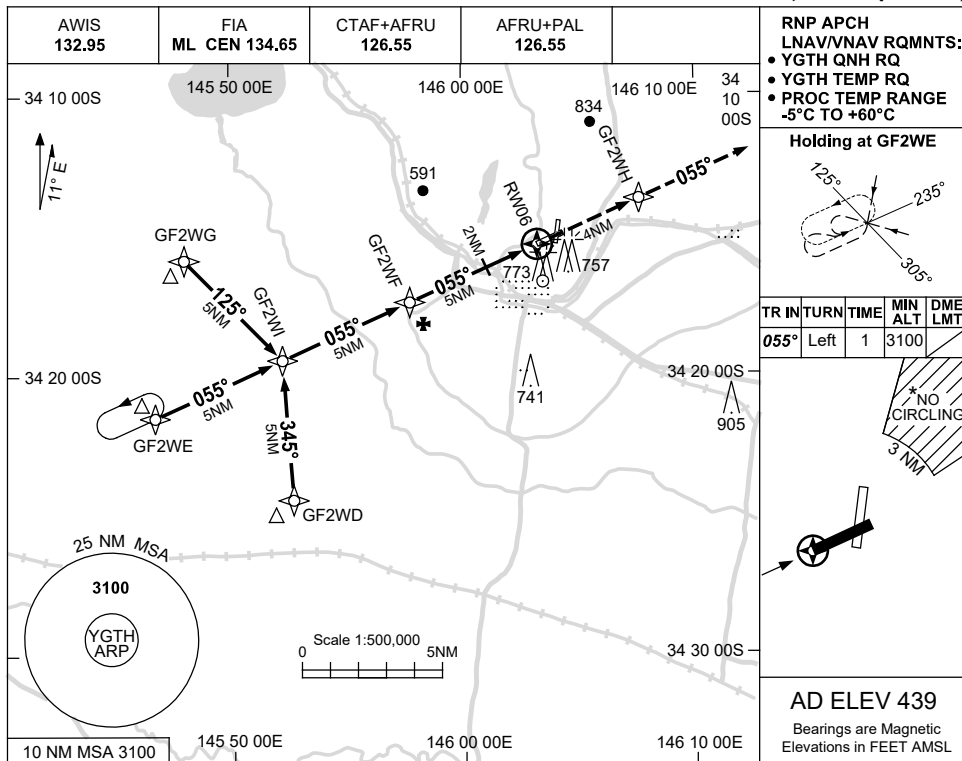 AWIS
132.95
FIA
ML CEN 134.65
CTAF+AFRU
126.55
AFRU+PAL
126.55
RNP APCH
LNAV/VNAV RQMNTS:
• YGTH QNH RQ
• YGTH TEMP RQ
• PROC TEMP RANGE
-5°C TO +60°C
Holding at GF2WE
125°
235°
305°
TR IN TURN TIME MIN ALT DME LMT
055° Left 1 3100
*NO
CIRCLING
3 NM
AD ELEV 439
Bearings are Magnetic
Elevations in FEET AMSL
34 10 00S
145 50 00E
146 00 00E
146 10 00E
34
10
00S
11° E
834
591
GF2WH
055°
RW06
4NM
2NM
773
757
GF2WG
GF2WF
055°
5NM
125°
5NM
GF2WI
055°
5NM
34 20 00S
34 20 00S
055°
5NM
345°
5NM
741
905
GF2WE
GF2WD
25 NM MSA
3100
YGTH
ARP
Scale 1:500,000
0 5NM
34 30 00S
10 NM MSA 3100
145 50 00E
146 00 00E
146 10 00E